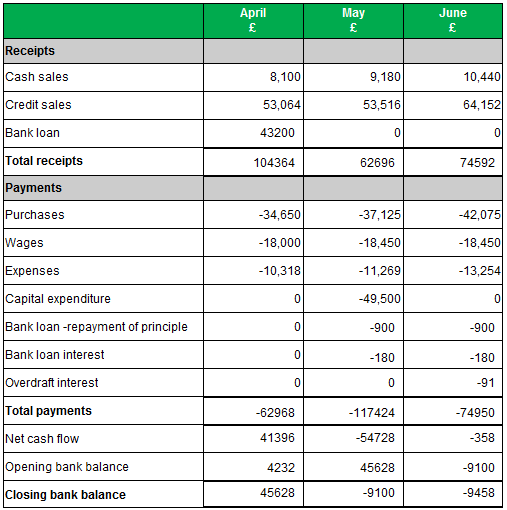 April May June
£ £ £
Receipts
Cash sales 8,100 9,180 10,440
Credit sales 53,064 53,516 64,152
Bank loan 43200 0 0
Total receipts 104364 62696 74592
Payments
Purchases -34,650 -37,125 -42,075
Wages -18,000 -18,450 -18,450
Expenses -10,318 -11,269 -13,254
Capital expenditure 0 -49,500 0
Bank loan -repayment of principle 0 -900 -900
Bank loan interest 0 -180 -180
Overdraft interest 0 0 -91
Total payments -62968 -117424 -74950
Net cash flow 41396 -54728 -358
Opening bank balance 4232 45628 -9100
Closing bank balance 45628 -9100 -9458